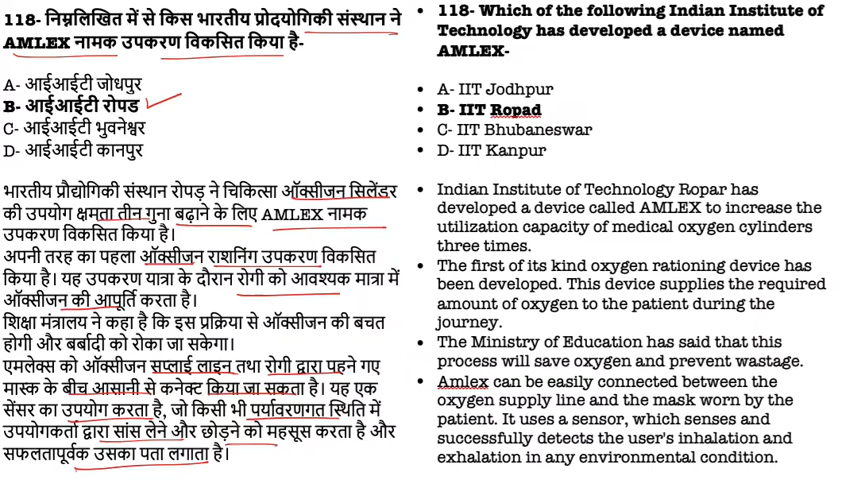 118- निम्नलिखित में से किस भारतीय प्रोदयोगिकी संस्थान ने
AMLEX नामक उपकरण विकसित किया है-
A- आईआईटी जोधपुर
B- आईआईटी रोपड
C- आईआईटी भुवनेश्वर
D- आईआईटी कानपुर
भारतीय प्रौद्योगिकी संस्थान रोपड़ ने चिकित्सा ऑक्सीजन सिलेंडर
की उपयोग क्षमता तीन गुना बढ़ाने के लिए AMLEX नामक
उपकरण विकसित किया है।
अपनी तरह का पहला ऑक्सीजन राशनिंग उपकरण विकसित
किया है। यह उपकरण यात्रा के दौरान रोगी को आवश्यक मात्रा में
ऑक्सीजन की आपूर्ति करता है।
शिक्षा मंत्रालय ने कहा है कि इस प्रक्रिया से ऑक्सीजन की बचत
होगी और बर्बादी को रोका जा सकेगा।
एमलेक्स को ऑक्सीजन सप्लाई लाइन तथा रोगी द्वारा पहने गए
मास्क के बीच आसानी से कनेक्ट किया जा सकता है। यह एक
सेंसर का उपयोग करता है, जो किसी भी पर्यावरणगत स्थिति में
उपयोगकर्ता द्वारा सांस लेने और छोड़ने को महसूस करता है और
सफलतापूर्वक उसका पता लगाता है।
• 118- Which of the following Indian Institute of
Technology has developed a device named
AMLEX-
• A- IIT Jodhpur
• B- IIT Ropad
• C- IIT Bhubaneswar
• D- IIT Kanpur
• Indian Institute of Technology Ropar has
developed a device called AMLEX to increase the
utilization capacity of medical oxygen cylinders
three times.
• The first of its kind oxygen rationing device has
been developed. This device supplies the required
amount of oxygen to the patient during the
journey.
• The Ministry of Education has said that this
process will save oxygen and prevent wastage.
• Amlex can be easily connected between the
oxygen supply line and the mask worn by the
patient. It uses a sensor, which senses and
successfully detects the user's inhalation and
exhalation in any environmental condition.